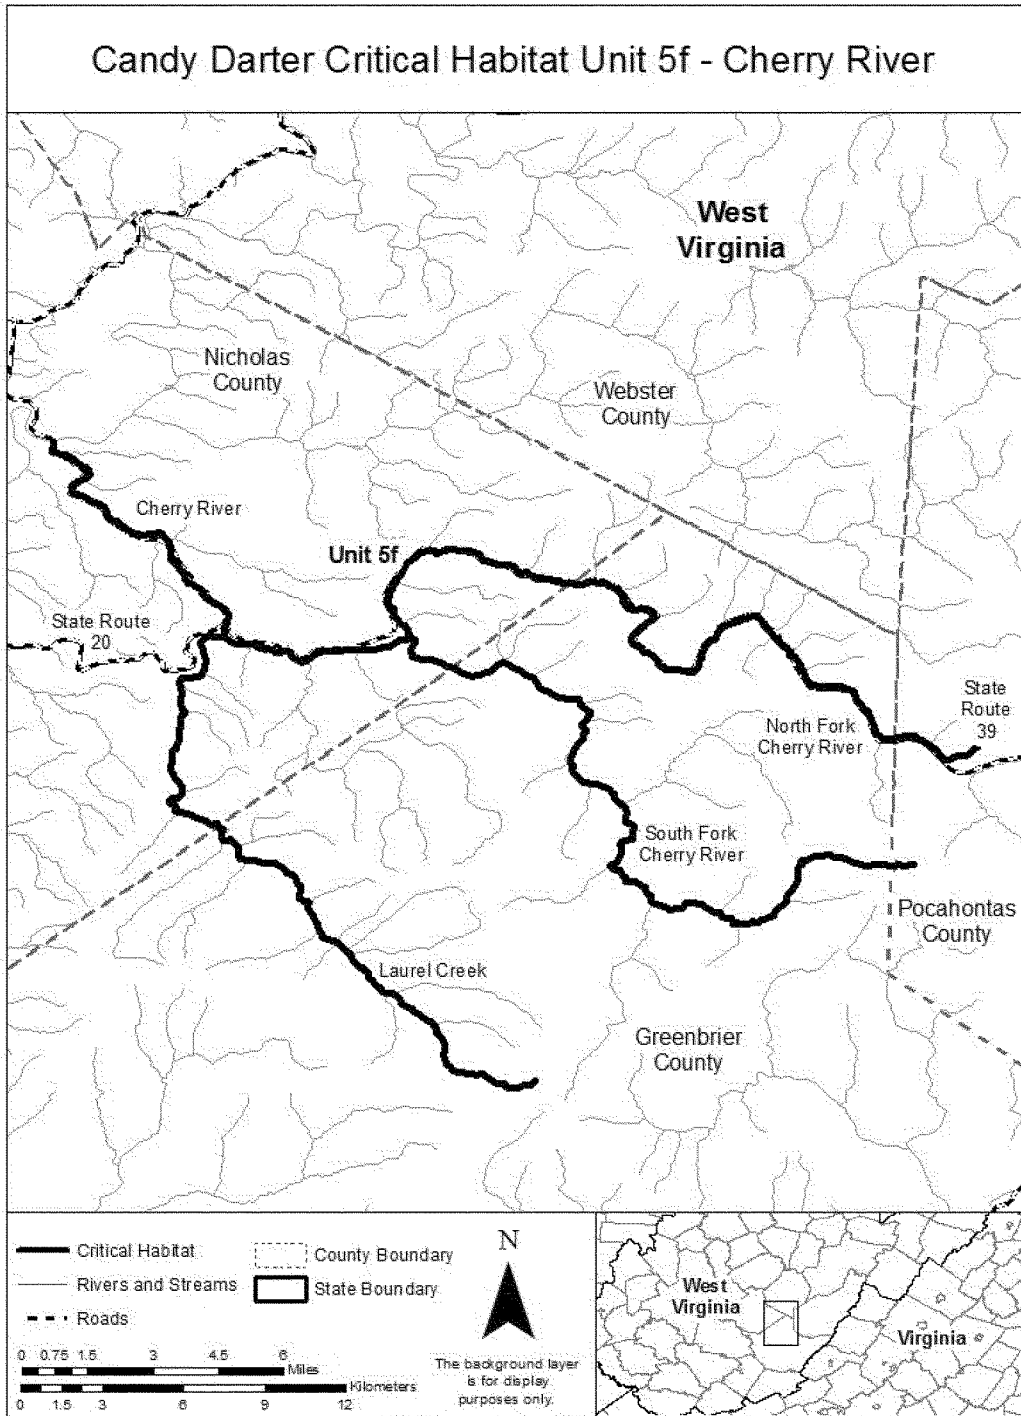 Candy Darter Critical Habitat Unit 5f - Cherry River
West
Virginia
Nicholas
County
Webster
County
Cherry River
Unit 5f
State Route
20
State
Route
39
North Fork
Cherry River
South Fork
Cherry River
Pocahontas
County
Laurel Creek
Greenbrier
County
Critical Habitat
Rivers and Streams
Roads
County Boundary
State Boundary
0 0.75 1.5 3 4.5 6
Miles
Kilometers
0 1.5 3 6 9 12
N
The background layer
is for display
purposes only.
West
Virginia
Virginia